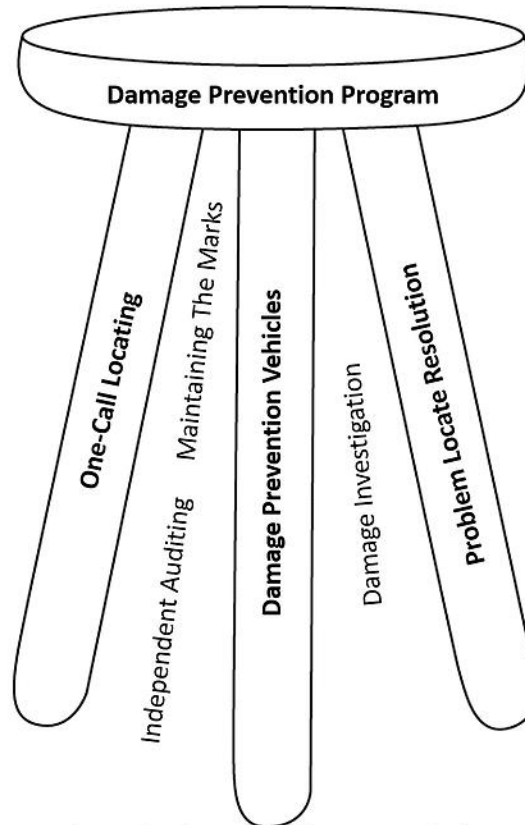 Damage Prevention Program
One-Call Locating
Independent Auditing
Maintaining The Marks
Damage Prevention Vehicles
Damage Investigation
Problem Locate Resolution